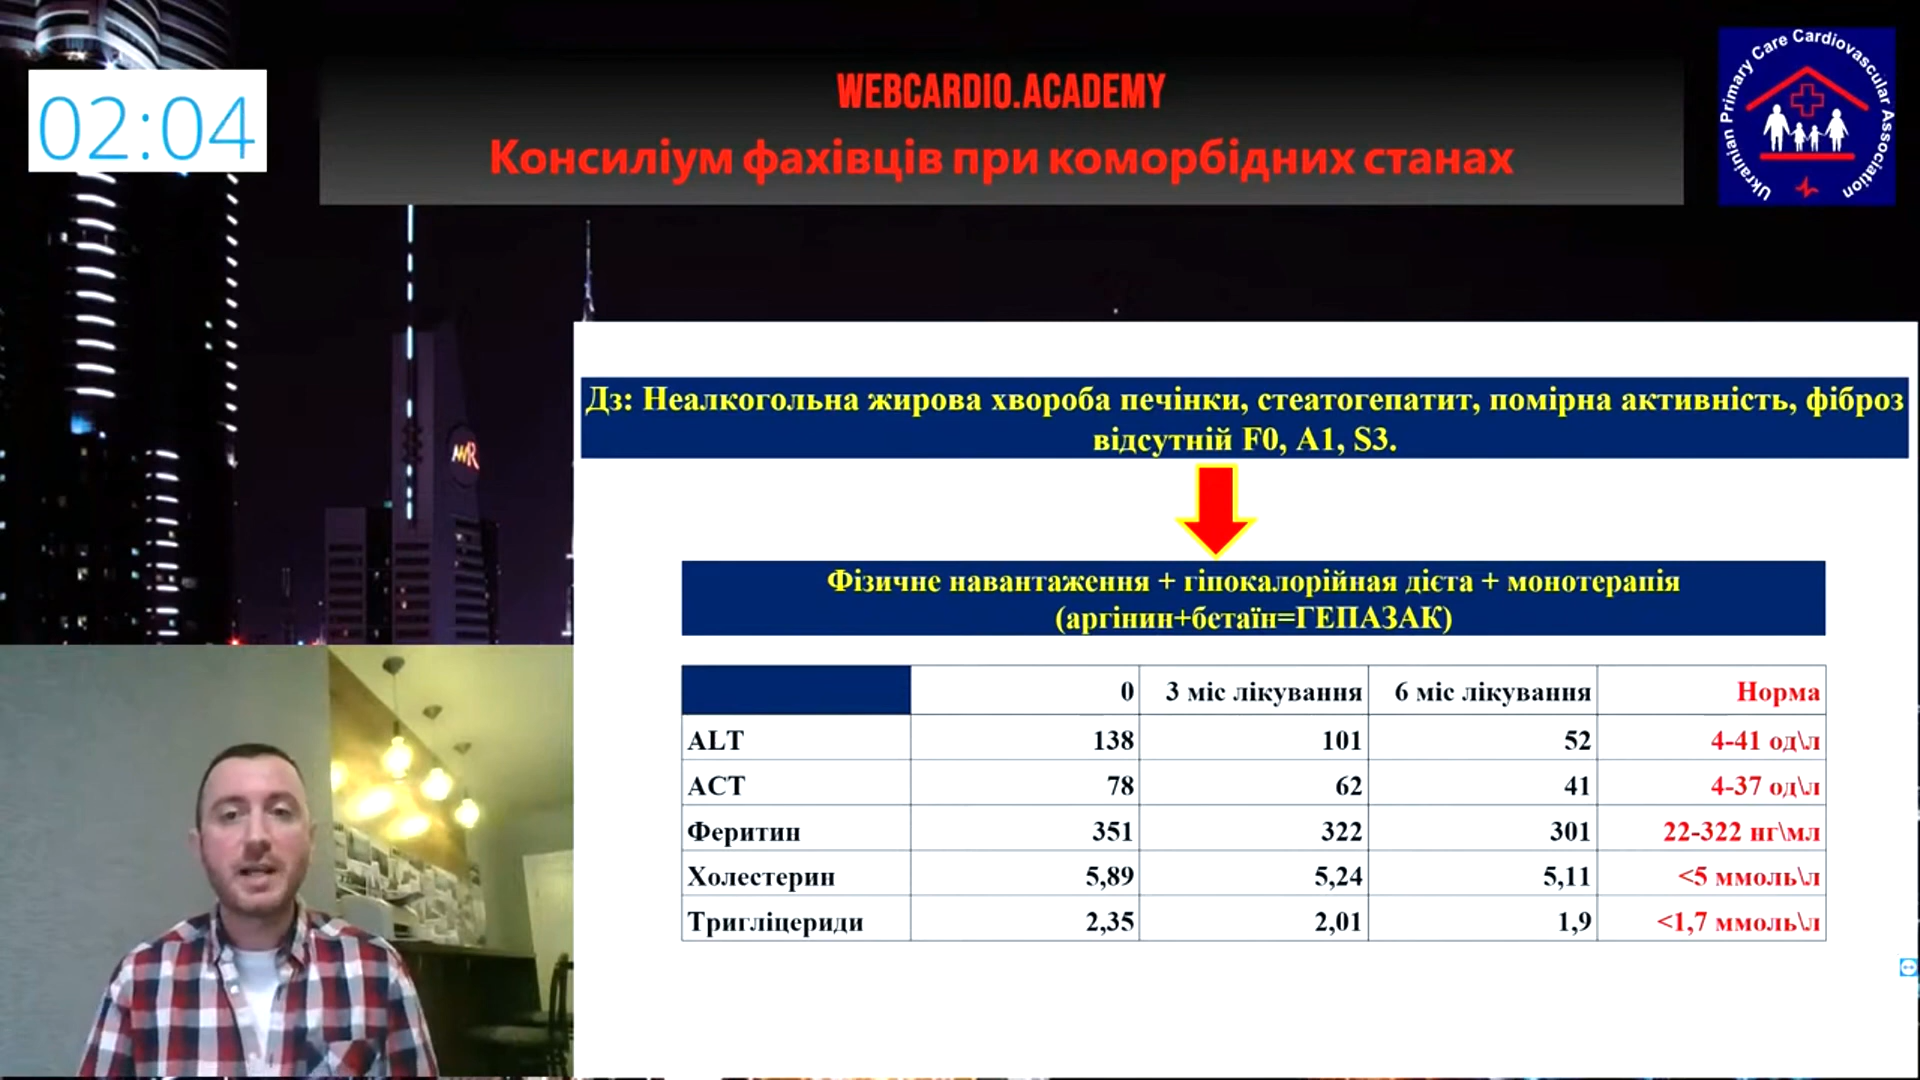 02:04
WEBCARDIO.ACADEMY
Консиліум фахівців при коморбідних станах
Ukrainian Primary Care Cardiovascular Association
Дз: Неалкогольна жирова хвороба печінки, стеатогепатит, помірна активність, фіброз
відсутній F0, A1, S3.
Фізичне навантаження + гіпокалорійная дієта + монотерапія
(аргінин+бетаїн=ГЕПАЗАК)
0 3 міс лікування 6 міс лікування Норма
ALT 138 101 52 4-41 од\л
АСТ 78 62 41 4-37 од\л
Феритин 351 322 301 22-322 нг\мл
Холестерин 5,89 5,24 5,11 <5 ммоль\л
Тригліцериди 2,35 2,01 1,9 <1,7 ммоль\л